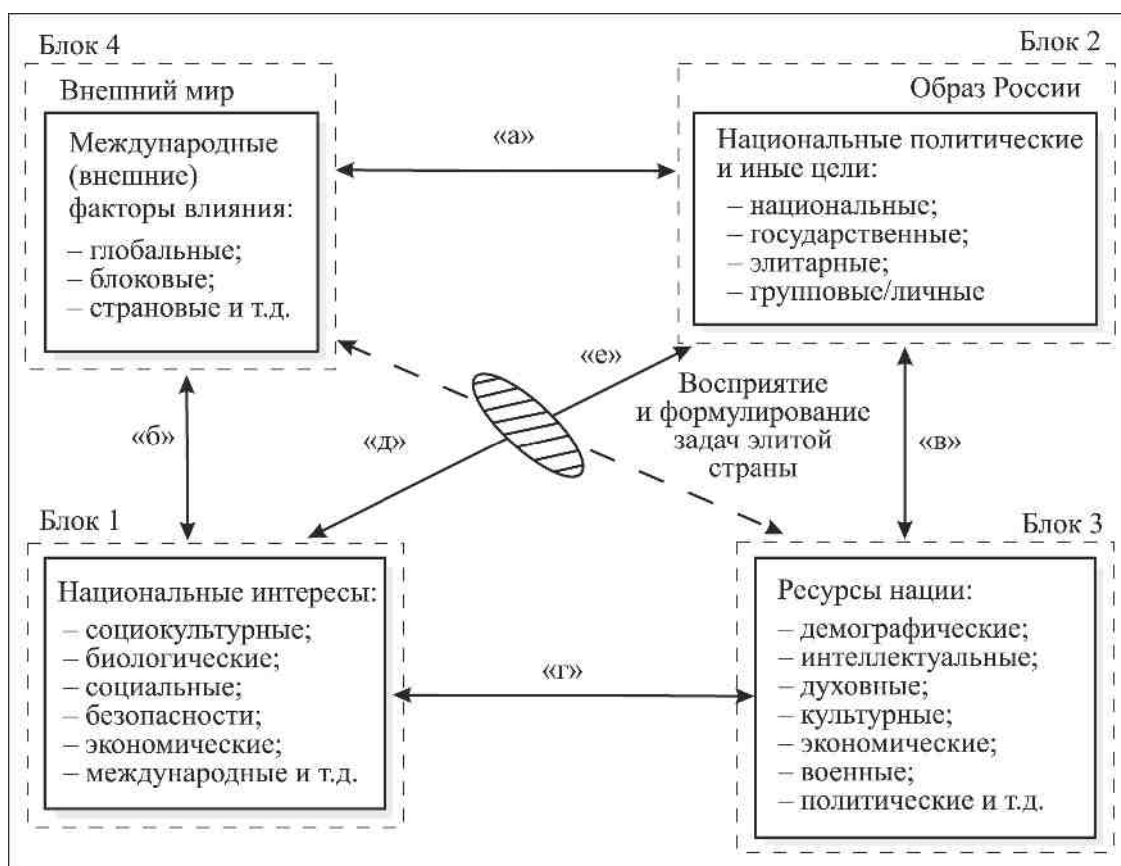 Блок 4
Внешний мир
Международные
(внешние)
факторы влияния:
– глобальные;
– блоковые;
– страновые и т.д.
«а»
Блок 2
Образ России
Национальные политические
и иные цели:
– национальные;
– государственные;
– элитарные;
– групповые/личные
«б»
«д»
«е»
Восприятие
и формулирование
задач элитой
страны
«в»
Блок 1
Национальные интересы:
– социокультурные;
– биологические;
– социальные;
– безопасности;
– экономические;
– международные и т.д.
«г»
Блок 3
Ресурсы нации:
– демографические;
– интеллектуальные;
– духовные;
– культурные;
– экономические;
– военные;
– политические и т.д.